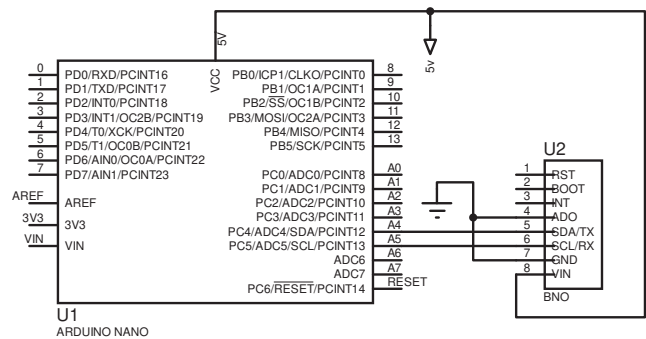 5V
5v
VCC
0 PD0/RXD/PCINT16
1 PD1/TXD/PCINT17
2 PD2/INT0/PCINT18
3 PD3/INT1/OC2B/PCINT19
4 PD4/T0/XCK/PCINT20
5 PD5/T1/OC0B/PCINT21
6 PD6/AIN0/OC0A/PCINT22
7 PD7/AIN1/PCINT23
AREF AREF
3V3 3V3
VIN VIN
PB0/ICP1/CLKO/PCINT0 8
PB1/OC1A/PCINT1 9
PB2/SS/OC1B/PCINT2 10
PB3/MOSI/OC2A/PCINT3 11
PB4/MISO/PCINT4 12
PB5/SCK/PCINT5 13
PC0/ADC0/PCINT8 A0
PC1/ADC1/PCINT9 A1
PC2/ADC2/PCINT10 A2
PC3/ADC3/PCINT11 A3
PC4/ADC4/SDA/PCINT12 A4
PC5/ADC5/SCL/PCINT13 A5
ADC6 A6
ADC7 A7
PC6/RESET/PCINT14 RESET
U1
ARDUINO NANO
U2
1 RST
2 BOOT
3 INT
4 ADO
5 SDA/TX
6 SCL/RX
7 GND
8 VIN
BNO